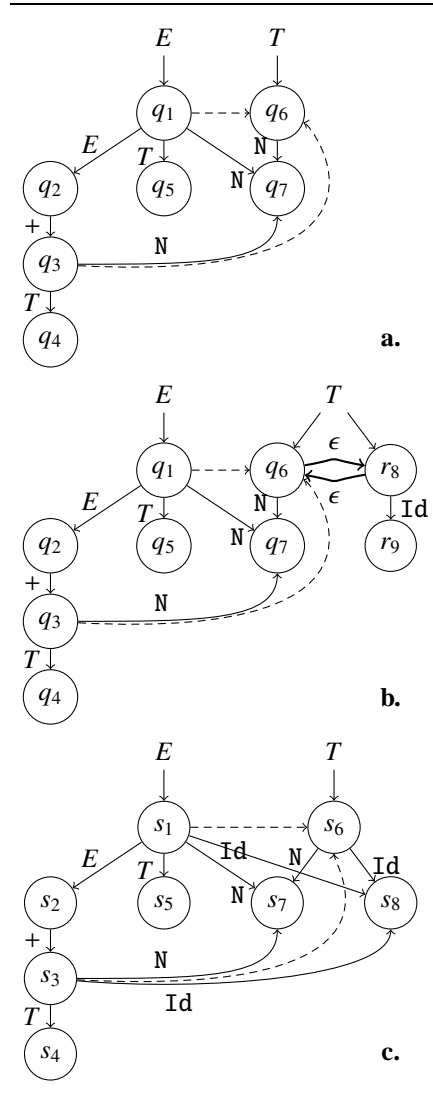 E T
q1 q6
E T N N
q2 q5 q7
+
N
q3
T
q4
a.
E T
ϵ
q1 q6 r8
ϵ
E T N N Id
q2 q5 q7 r9
+
N
q3
T
q4
b.
E T
s1 s6
E T Id N N Id
s2 s5 s7 s8
+
N
s3
Id
T
s4
c.